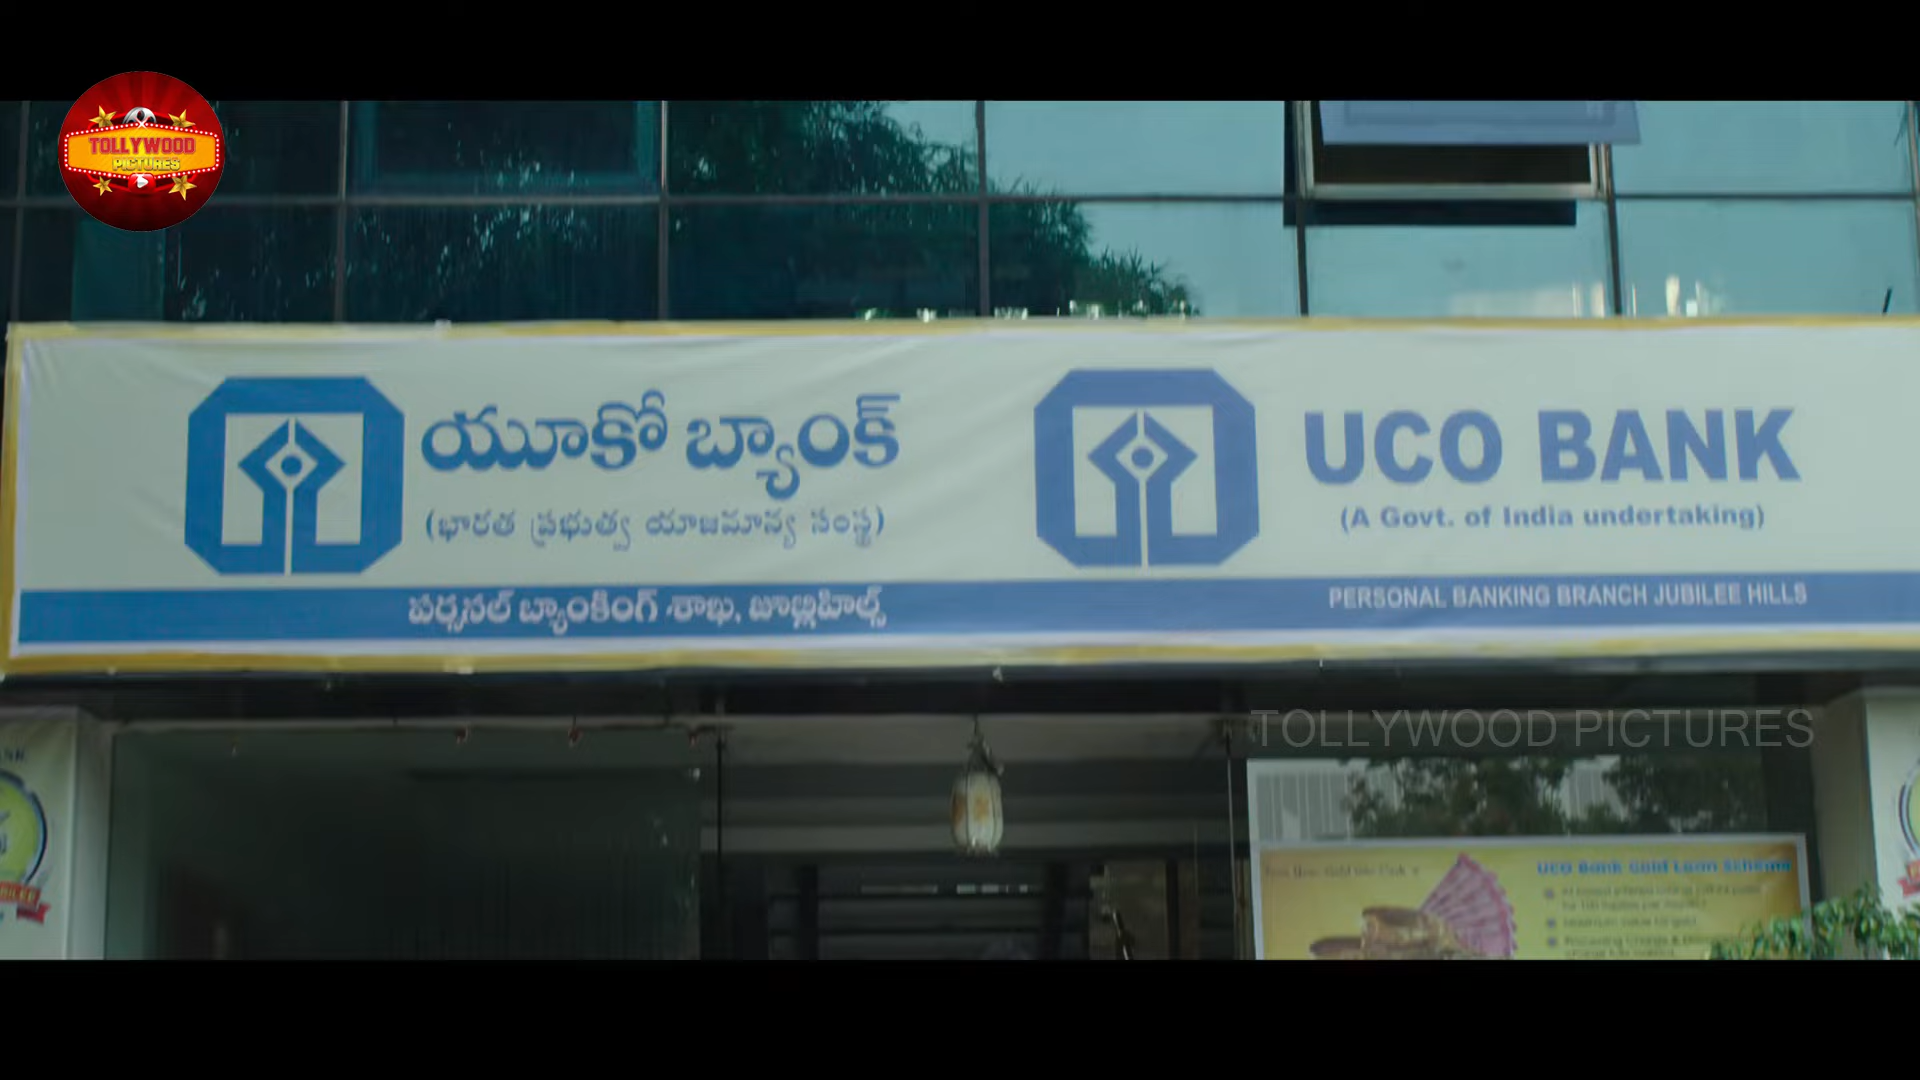 TOLLYWOOD
PICTURES
యూకో బ్యాంక్
(భారత ప్రభుత్వ యాజమాన్య సంస్థ)
పర్సనల్ బ్యాంకింగ్ శాఖ, జూబ్లిహిల్స్
UCO BANK
(A Govt. of India undertaking)
PERSONAL BANKING BRANCH JUBILEE HILLS
TOLLYWOOD PICTURES
UCO Bank Gold Loan Scheme